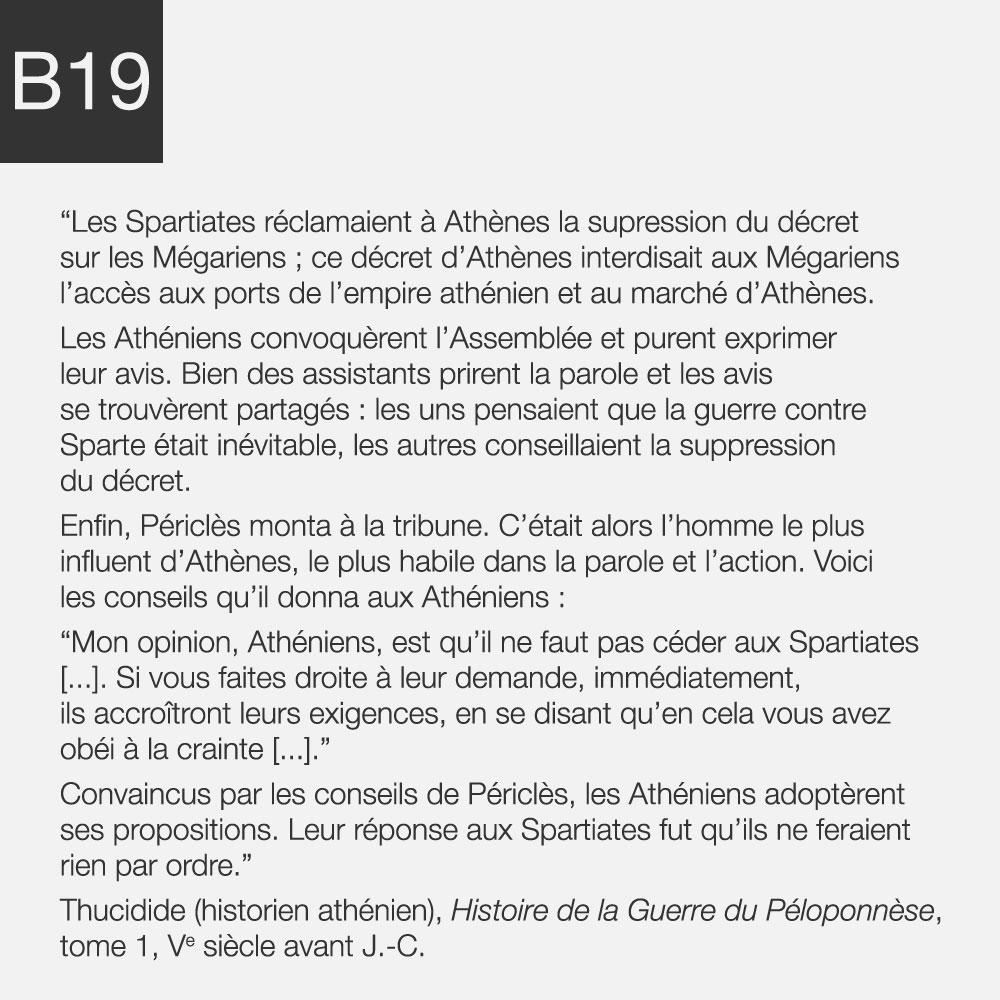 B19
“Les Spartiates réclamaient à Athènes la supression du décret
sur les Mégariens ; ce décret d’Athènes interdisait aux Mégariens
l’accès aux ports de l’empire athénien et au marché d’Athènes.
Les Athéniens convoquèrent l’Assemblée et purent exprimer
leur avis. Bien des assistants prirent la parole et les avis
se trouvèrent partagés : les uns pensaient que la guerre contre
Sparte était inévitable, les autres conseillaient la suppression
du décret.
Enfin, Périclès monta à la tribune. C’était alors l’homme le plus
influent d’Athènes, le plus habile dans la parole et l’action. Voici
les conseils qu’il donna aux Athéniens :
“Mon opinion, Athéniens, est qu’il ne faut pas céder aux Spartiates
[...]. Si vous faites droite à leur demande, immédiatement,
ils accroîtront leurs exigences, en se disant qu’en cela vous avez
obéi à la crainte [...].”
Convaincus par les conseils de Périclès, les Athéniens adoptèrent
ses propositions. Leur réponse aux Spartiates fut qu’ils ne feraient
rien par ordre.”
Thucidide (historien athénien), Histoire de la Guerre du Péloponnèse,
tome 1, Vᵉ siècle avant J.-C.